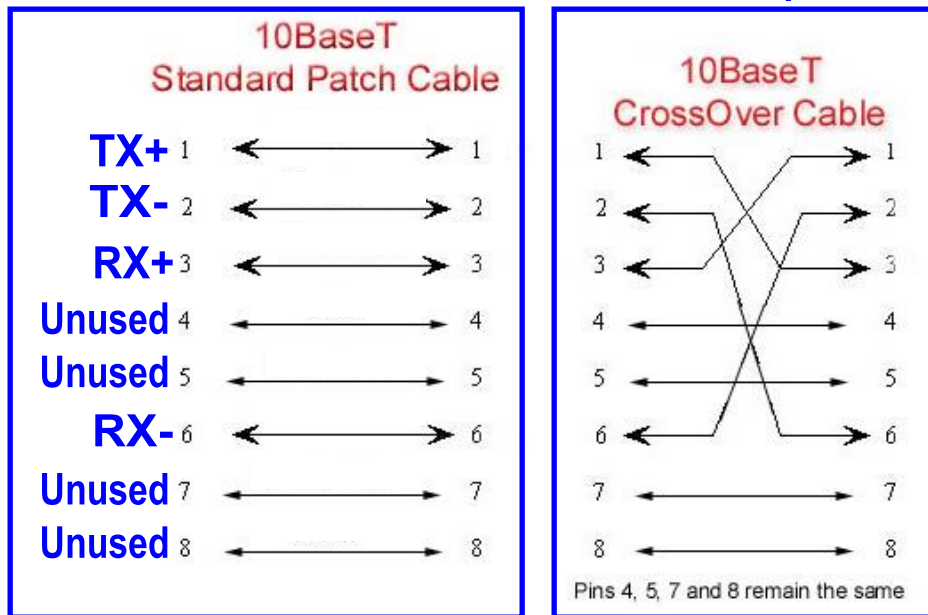 10BaseT
Standard Patch Cable
TX+ 1 1
TX- 2 2
RX+ 3 3
Unused 4 4
Unused 5 5
RX- 6 6
Unused 7 7
Unused 8 8
10BaseT
CrossOver Cable
1 1
2 2
3 3
4 4
5 5
6 6
7 7
8 8
Pins 4, 5, 7 and 8 remain the same